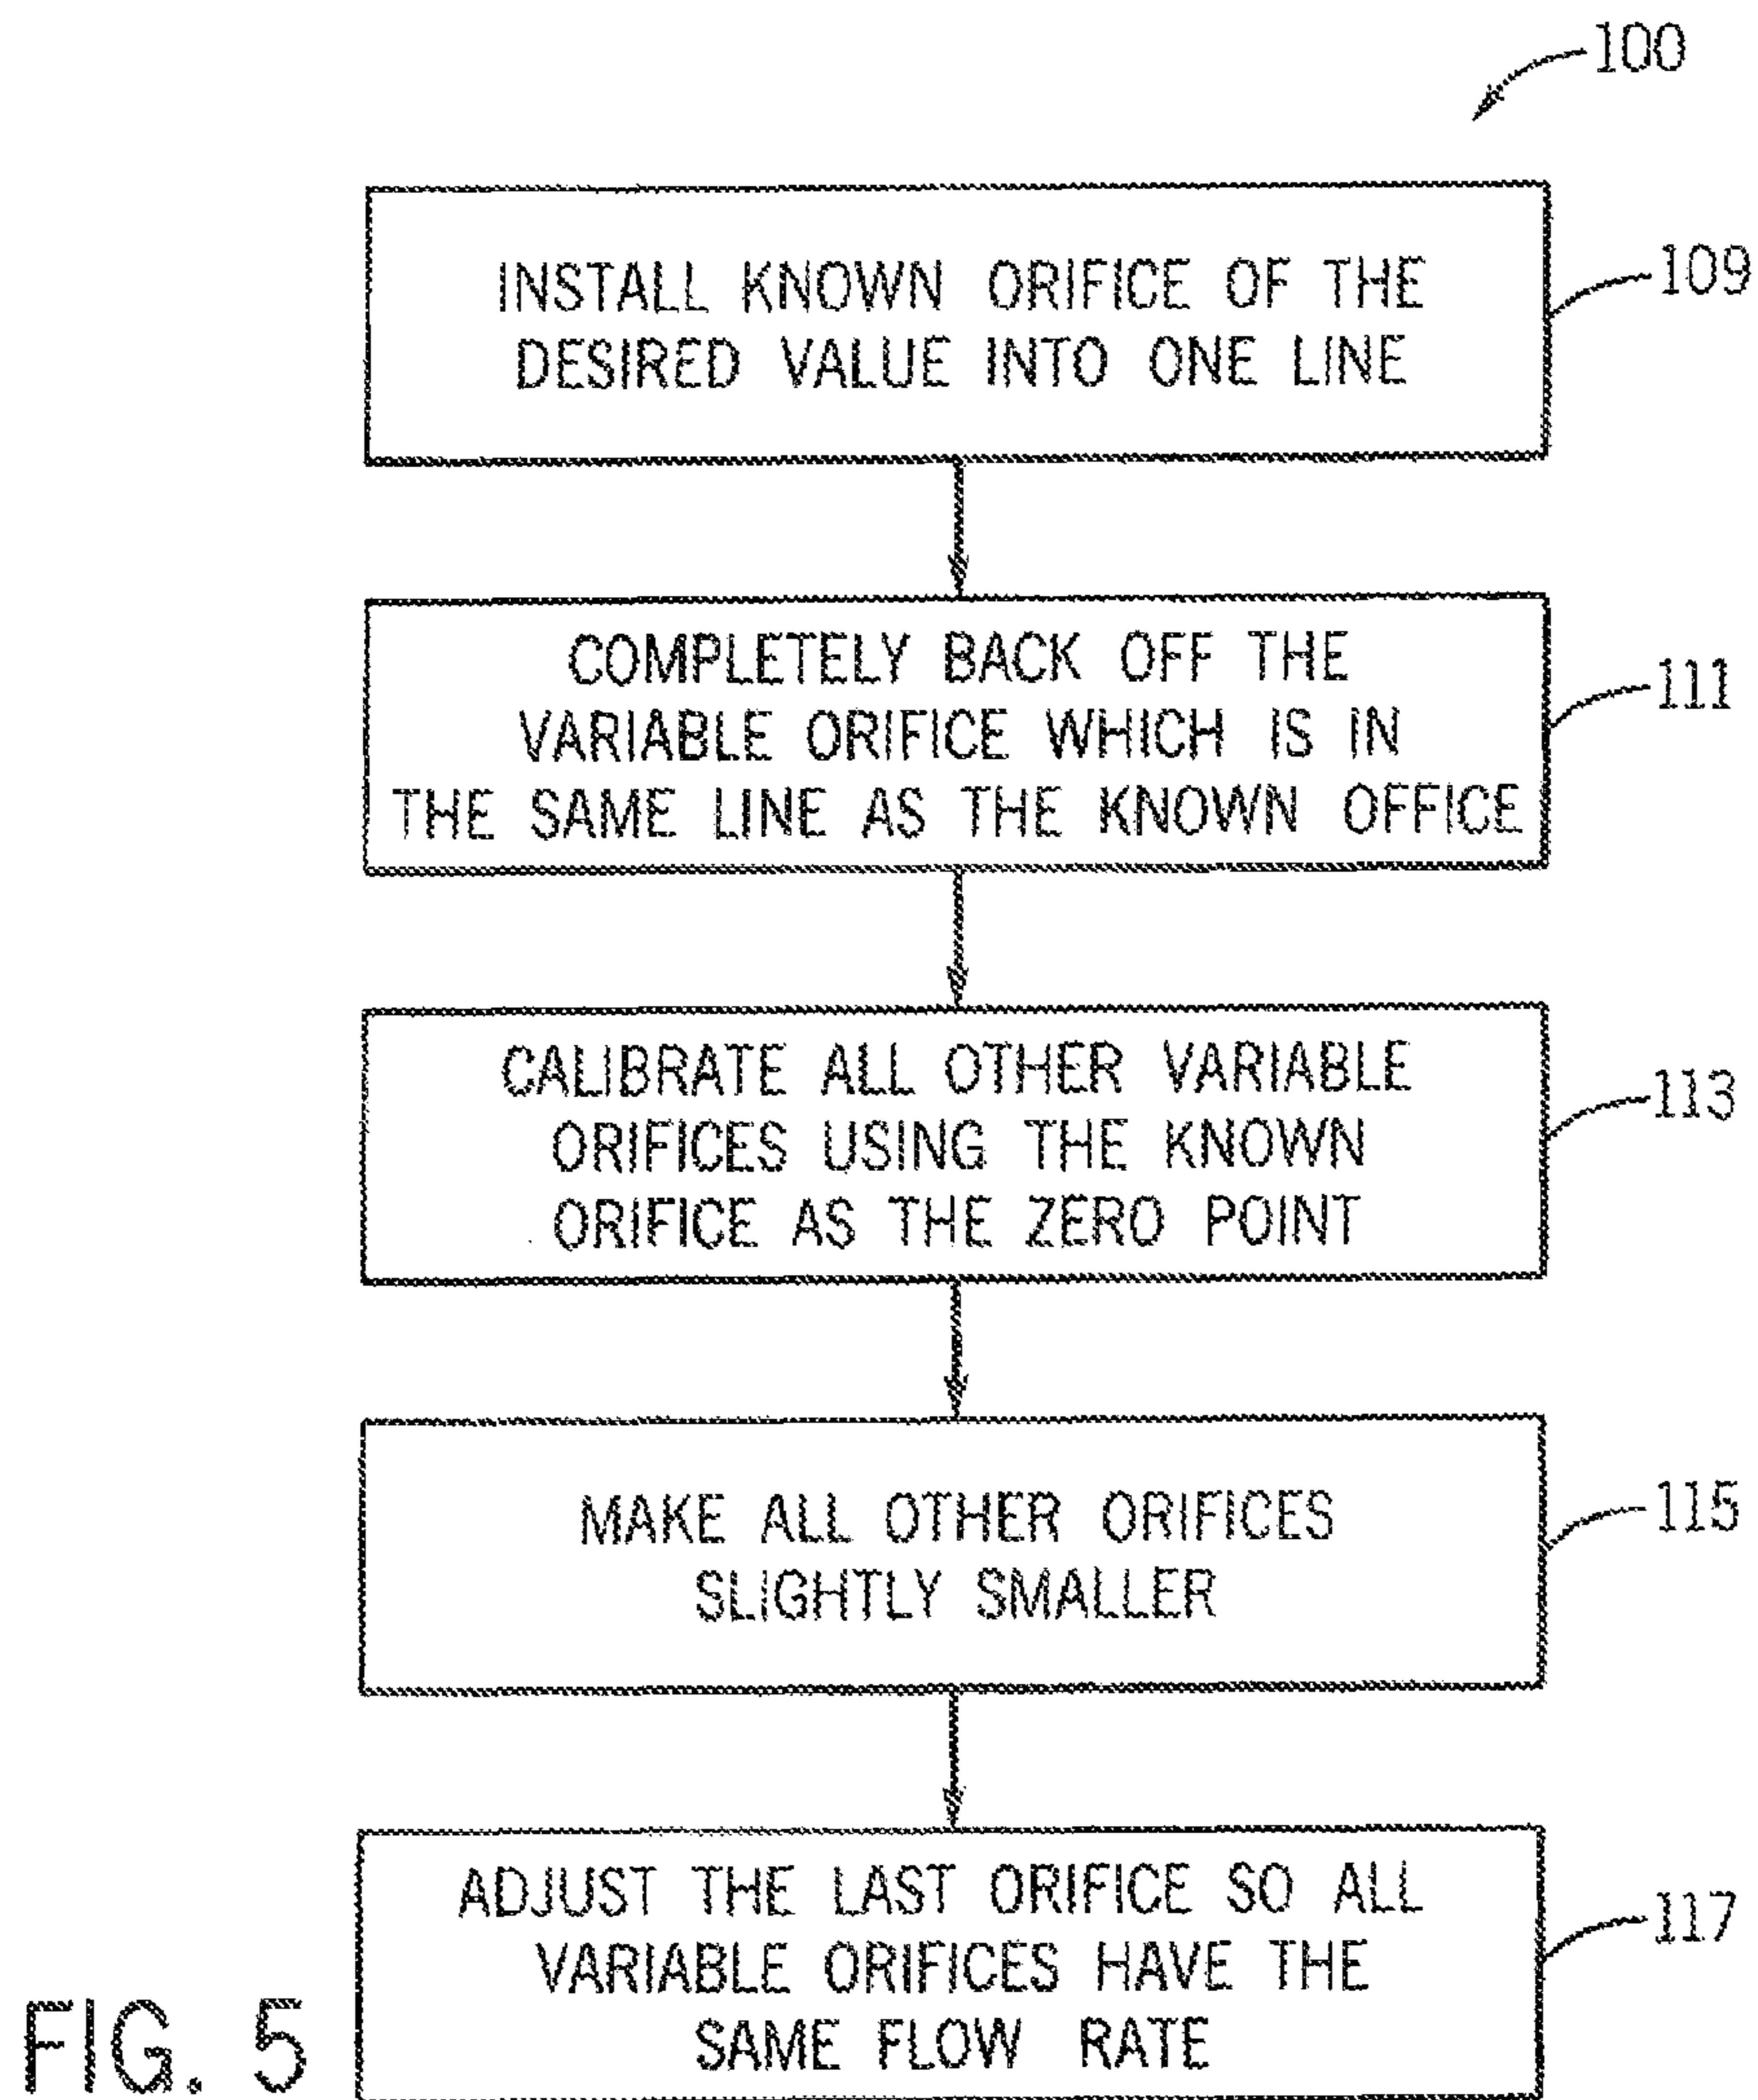 100
INSTALL KNOWN ORIFICE OF THE
DESIRED VALUE INTO ONE LINE
109
COMPLETELY BACK OFF THE
VARIABLE ORIFICE WHICH IS IN
THE SAME LINE AS THE KNOWN OFFICE
111
CALIBRATE ALL OTHER VARIABLE
ORIFICES USING THE KNOWN
ORIFICE AS THE ZERO POINT
113
MAKE ALL OTHER ORIFICES
SLIGHTLY SMALLER
115
ADJUST THE LAST ORIFICE SO ALL
VARIABLE ORIFICES HAVE THE
SAME FLOW RATE
117
FIG. 5